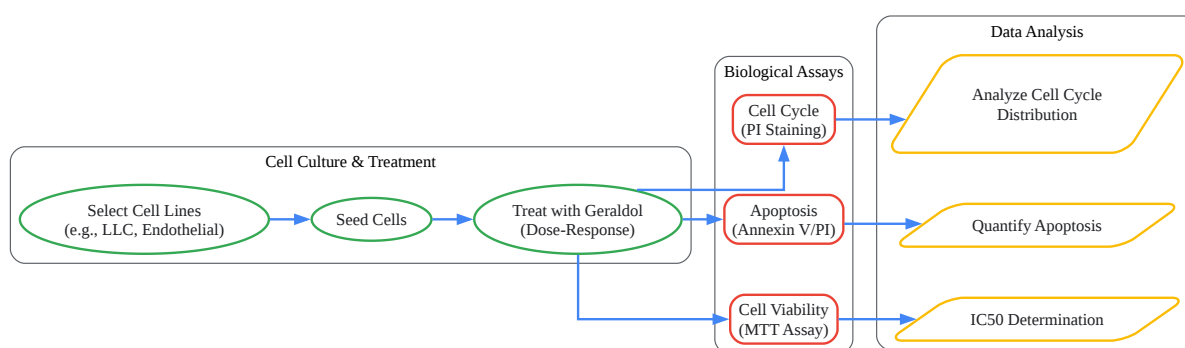 Data Analysis
Biological Assays
Analyze Cell Cycle
Distribution
Cell Cycle
(PI Staining)
Cell Culture & Treatment
Select Cell Lines
(e.g., LLC, Endothelial)
Seed Cells
Treat with Geraldol
(Dose-Response)
Apoptosis
(Annexin V/PI)
Quantify Apoptosis
Cell Viability
(MTT Assay)
IC50 Determination